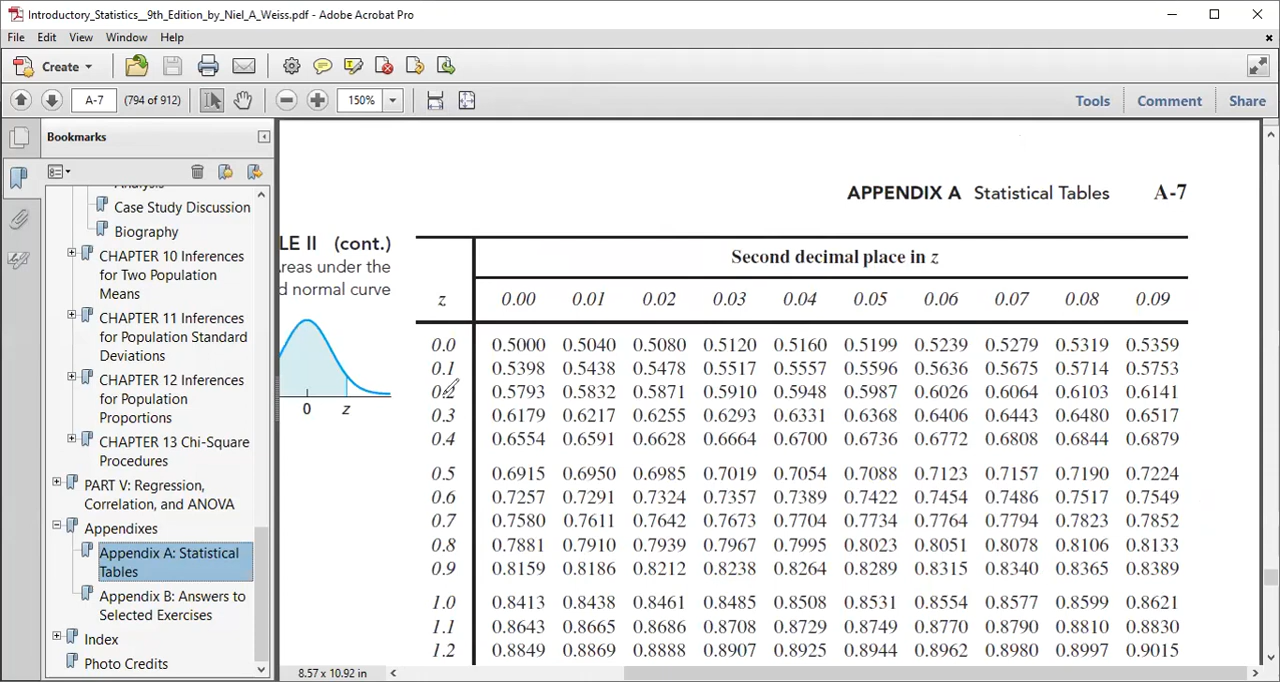 Introductory_Statistics__9th_Edition_by_Niel_A_Weiss.pdf - Adobe Acrobat Pro
File Edit View Window Help
Create
A-7 (794 of 912) 150% Tools Comment Share
Bookmarks
Case Study Discussion
Biography
CHAPTER 10 Inferences
for Two Population
Means
CHAPTER 11 Inferences
for Population Standard
Deviations
CHAPTER 12 Inferences
for Population
Proportions
CHAPTER 13 Chi-Square
Procedures
PART V: Regression,
Correlation, and ANOVA
Appendixes
Appendix A: Statistical
Tables
Appendix B: Answers to
Selected Exercises
Index
Photo Credits
APPENDIX A Statistical Tables A-7
LE II (cont.)
reas under the
d normal curve
0 z
Second decimal place in z
z 0.00 0.01 0.02 0.03 0.04 0.05 0.06 0.07 0.08 0.09
0.0 0.5000 0.5040 0.5080 0.5120 0.5160 0.5199 0.5239 0.5279 0.5319 0.5359
0.1 0.5398 0.5438 0.5478 0.5517 0.5557 0.5596 0.5636 0.5675 0.5714 0.5753
0.2 0.5793 0.5832 0.5871 0.5910 0.5948 0.5987 0.6026 0.6064 0.6103 0.6141
0.3 0.6179 0.6217 0.6255 0.6293 0.6331 0.6368 0.6406 0.6443 0.6480 0.6517
0.4 0.6554 0.6591 0.6628 0.6664 0.6700 0.6736 0.6772 0.6808 0.6844 0.6879
0.5 0.6915 0.6950 0.6985 0.7019 0.7054 0.7088 0.7123 0.7157 0.7190 0.7224
0.6 0.7257 0.7291 0.7324 0.7357 0.7389 0.7422 0.7454 0.7486 0.7517 0.7549
0.7 0.7580 0.7611 0.7642 0.7673 0.7704 0.7734 0.7764 0.7794 0.7823 0.7852
0.8 0.7881 0.7910 0.7939 0.7967 0.7995 0.8023 0.8051 0.8078 0.8106 0.8133
0.9 0.8159 0.8186 0.8212 0.8238 0.8264 0.8289 0.8315 0.8340 0.8365 0.8389
1.0 0.8413 0.8438 0.8461 0.8485 0.8508 0.8531 0.8554 0.8577 0.8599 0.8621
1.1 0.8643 0.8665 0.8686 0.8708 0.8729 0.8749 0.8770 0.8790 0.8810 0.8830
1.2 0.8849 0.8869 0.8888 0.8907 0.8925 0.8944 0.8962 0.8980 0.8997 0.9015
8.57 x 10.92 in